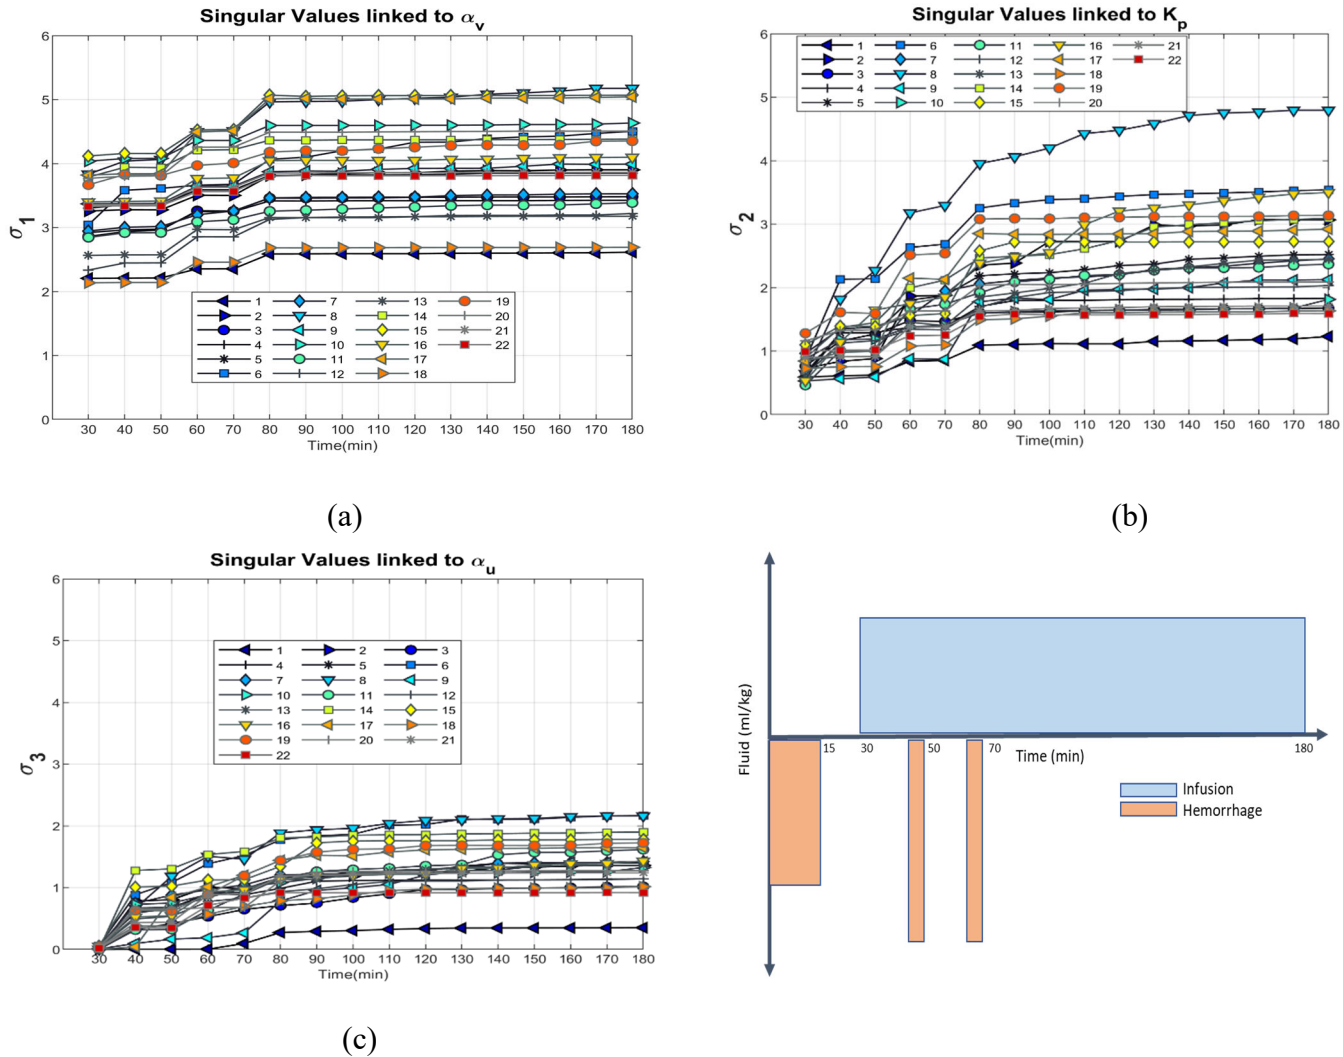 Singular Values linked to αv
σ1
6
5
4
3
2
1
0
1 7 13 19
2 8 14 20
3 9 15 21
4 10 16 22
5 11 17
6 12 18
30 40 50 60 70 80 90 100 110 120 130 140 150 160 170 180
Time(min)
(a)
Singular Values linked to Kp
σ2
6
5
4
3
2
1
0
1 6 11 16 21
2 7 12 17 22
3 8 13 18
4 9 14 19
5 10 15 20
30 40 50 60 70 80 90 100 110 120 130 140 150 160 170 180
Time(min)
(b)
Singular Values linked to αu
σ3
6
5
4
3
2
1
0
1 2 3
4 5 6
7 8 9
10 11 12
13 14 15
16 17 18
19 20 21
22
30 40 50 60 70 80 90 100 110 120 130 140 150 160 170 180
Time(min)
(c)
Fluid (ml/kg)
15 30 50 70 180
Time (min)
Infusion
Hemorrhage